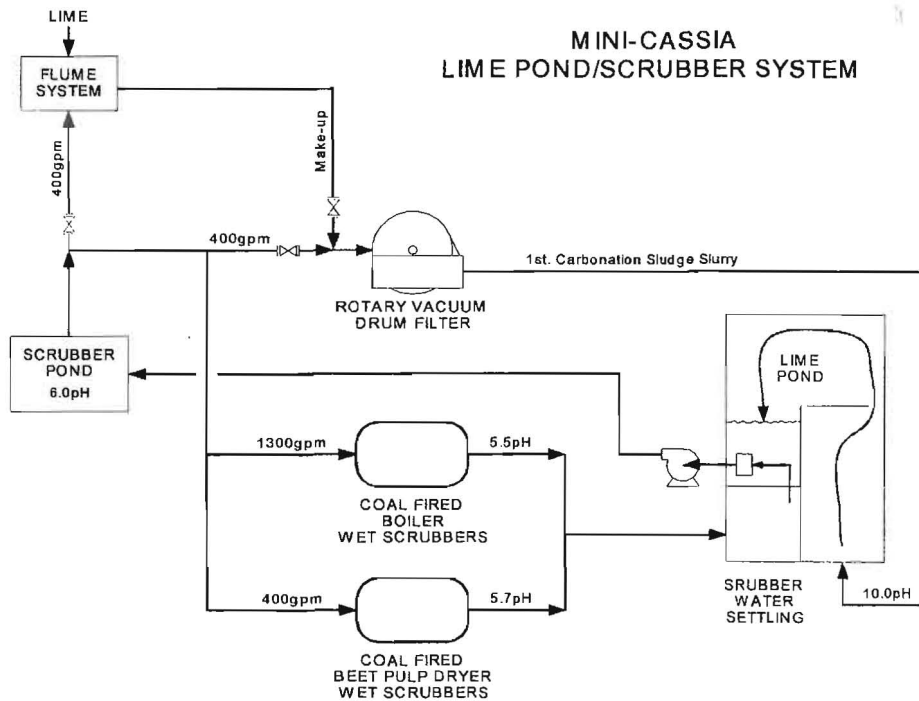 MINI-CASSIA
LIME POND/SCRUBBER SYSTEM
LIME
FLUME
SYSTEM
Make-up
400gpm
400gpm
1st. Carbonation Sludge Slurry
ROTARY VACUUM
DRUM FILTER
SCRUBBER
POND
6.0pH
LIME
POND
1300gpm
5.5pH
COAL FIRED
BOILER
WET SCRUBBERS
SRUBBER
WATER
SETTLING
10.0pH
400gpm
5.7pH
COAL FIRED
BEET PULP DRYER
WET SCRUBBERS